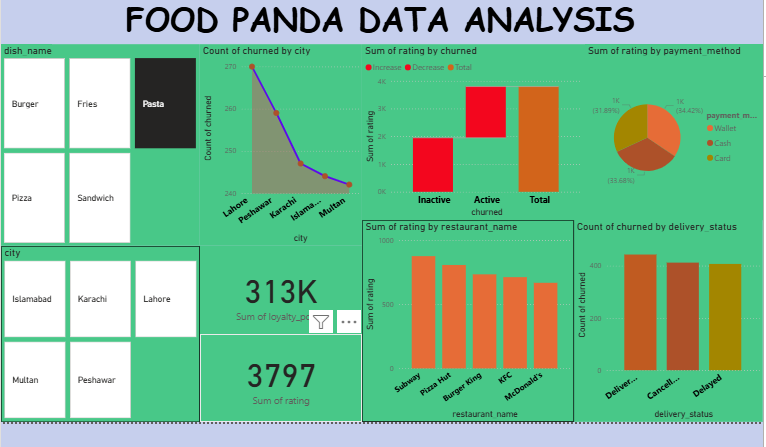 FOOD PANDA DATA ANALYSIS
dish_name
Burger
Fries
Pasta
Pizza
Sandwich
city
Islamabad
Karachi
Lahore
Multan
Peshawar
Count of churned by city
Count of churned
270
260
250
240
Lahore
Peshawar
Karachi
Islama...
Multan
city
313K
Sum of loyalty_po
3797
Sum of rating
Sum of rating by churned
Increase Decrease Total
Sum of rating
4K
3K
2K
1K
0K
Inactive
Active
Total
churned
Sum of rating by payment_method
1K
(31.89%)
1K
(34.42%)
1K
(33.68%)
payment_m...
Wallet
Cash
Card
Sum of rating by restaurant_name
Sum of rating
1000
500
0
Subway
Pizza Hut
Burger King
KFC
McDonald's
restaurant_name
Count of churned by delivery_status
Count of churned
400
200
0
Deliver...
Cancell...
Delayed
delivery_status